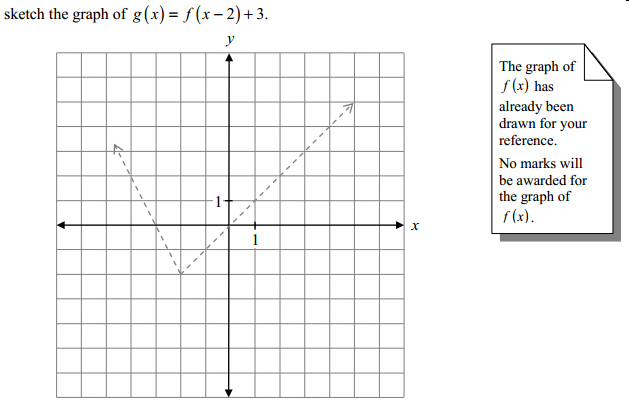 sketch the graph of g(x) = f(x − 2) + 3.
y
The graph of
f(x) has
already been
drawn for your
reference.
No marks will
be awarded for
the graph of
f(x).
1
x
1